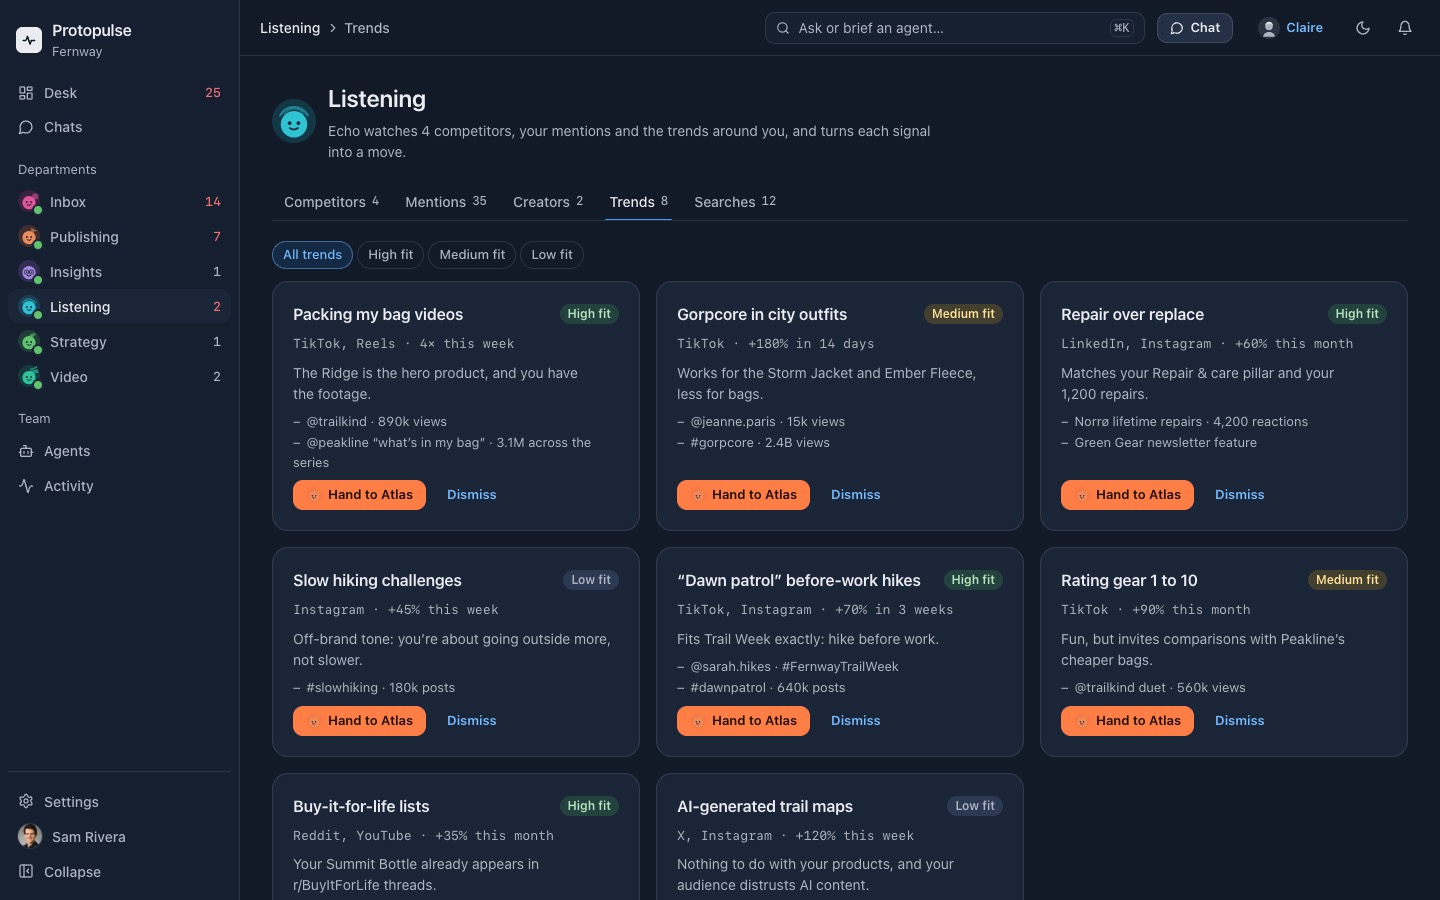 Protopulse
Fernway
Desk 25
Chats
Departments
Inbox 14
Publishing 7
Insights 1
Listening 2
Strategy 1
Video 2
Team
Agents
Activity
Settings
Sam Rivera
Collapse
Listening > Trends
Ask or brief an agent… ⌘K
Chat
Claire
Listening
Echo watches 4 competitors, your mentions and the trends around you, and turns each signal
into a move.
Competitors 4 Mentions 35 Creators 2 Trends 8 Searches 12
All trends High fit Medium fit Low fit
Packing my bag videos High fit
TikTok, Reels · 4× this week
The Ridge is the hero product, and you have
the footage.
– @trailkind · 890k views
– @peakline “what’s in my bag” · 3.1M across the
series
Hand to Atlas Dismiss
Gorpcore in city outfits Medium fit
TikTok · +180% in 14 days
Works for the Storm Jacket and Ember Fleece,
less for bags.
– @jeanne.paris · 15k views
– #gorpcore · 2.4B views
Hand to Atlas Dismiss
Repair over replace High fit
LinkedIn, Instagram · +60% this month
Matches your Repair & care pillar and your
1,200 repairs.
– Norrø lifetime repairs · 4,200 reactions
– Green Gear newsletter feature
Hand to Atlas Dismiss
Slow hiking challenges Low fit
Instagram · +45% this week
Off-brand tone: you’re about going outside more,
not slower.
– #slowhiking · 180k posts
Hand to Atlas Dismiss
“Dawn patrol” before-work hikes High fit
TikTok, Instagram · +70% in 3 weeks
Fits Trail Week exactly: hike before work.
– @sarah.hikes · #FernwayTrailWeek
– #dawnpatrol · 640k posts
Hand to Atlas Dismiss
Rating gear 1 to 10 Medium fit
TikTok · +90% this month
Fun, but invites comparisons with Peakline’s
cheaper bags.
– @trailkind duet · 560k views
Hand to Atlas Dismiss
Buy-it-for-life lists High fit
Reddit, YouTube · +35% this month
Your Summit Bottle already appears in
r/BuyItForLife threads.
AI-generated trail maps Low fit
X, Instagram · +120% this week
Nothing to do with your products, and your
audience distrusts AI content.